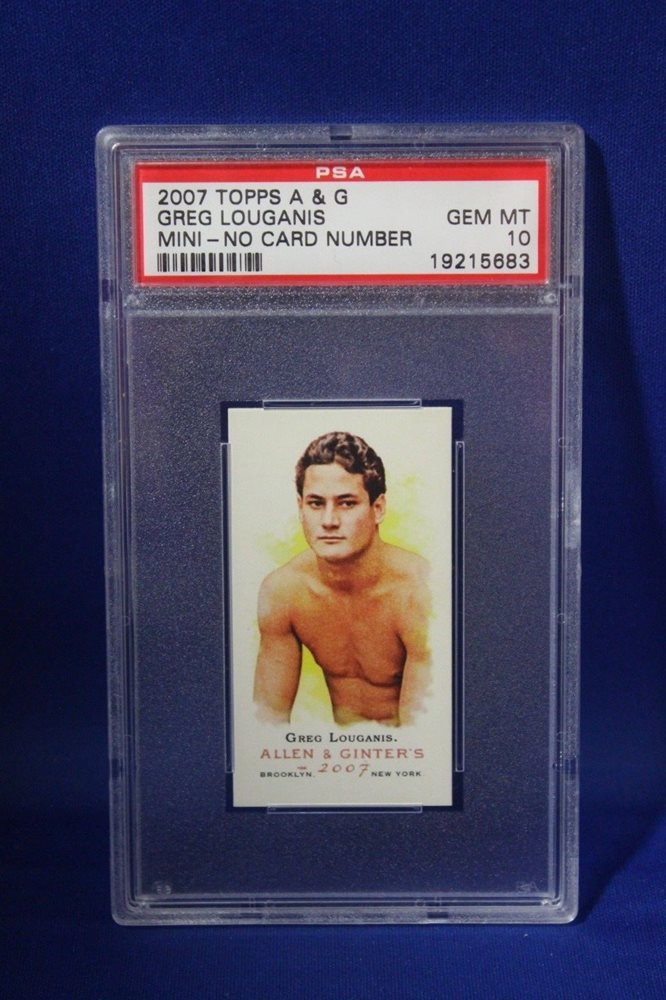 PSA
2007 TOPPS A & G
GREG LOUGANIS GEM MT
MINI - NO CARD NUMBER 10
19215683
GREG LOUGANIS.
ALLEN & GINTER'S
BROOKLYN, 2007 NEW YORK